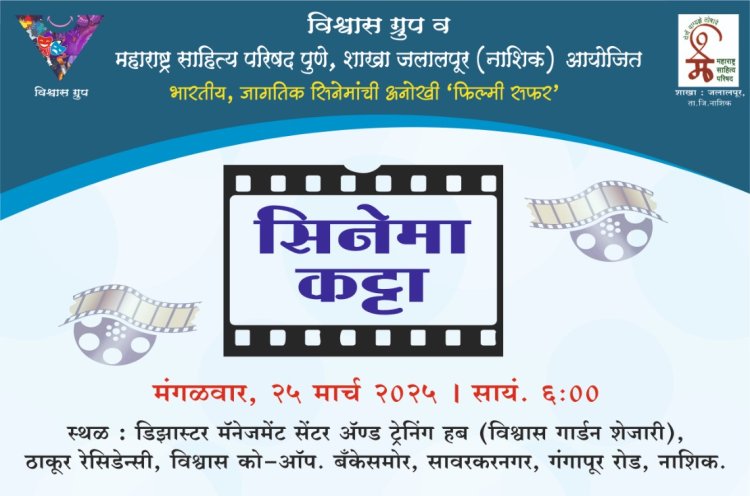 विश्वास ग्रुप व
महाराष्ट्र साहित्य परिषद पुणे, शाखा जलालपूर (नाशिक) आयोजित
भारतीय, जागतिक सिनेमांची अनोखी ‘फिल्मी सफर’
विश्वास ग्रुप
महाराष्ट्र
साहित्य
परिषद
शाखा : जलालपूर,
ता.जि.नाशिक
सिनेमा
कट्टा
मंगळवार, २५ मार्च २०२५ । सायं. ६:००
स्थळ : डिझास्टर मॅनेजमेंट सेंटर ॲण्ड ट्रेनिंग हब (विश्वास गार्डन शेजारी),
ठाकूर रेसिडेन्सी, विश्वास को-ऑप. बँकेसमोर, सावरकरनगर, गंगापूर रोड, नाशिक.